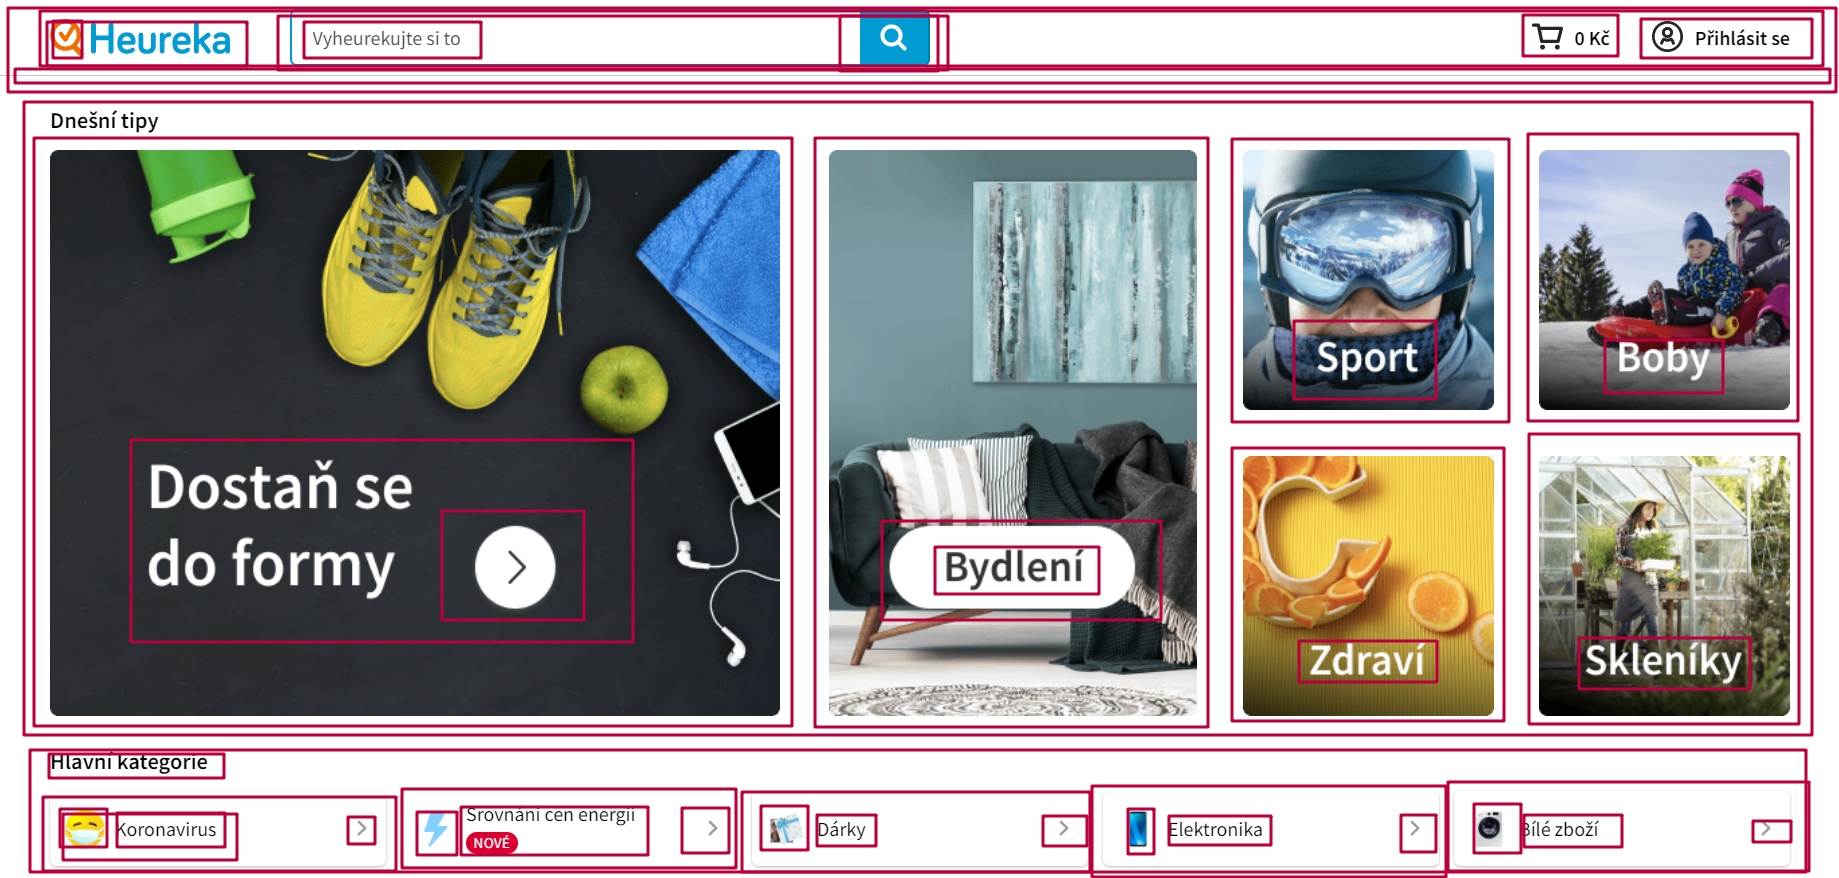 Heureka
Vyheurekujte si to
0 Kč
Přihlásit se
Dnešní tipy
Dostaň se
do formy
Bydlení
Sport
Boby
Zdraví
Skleníky
Hlavní kategorie
Koronavirus
Srovnání cen energií
NOVÉ
Dárky
Elektronika
Bílé zboží